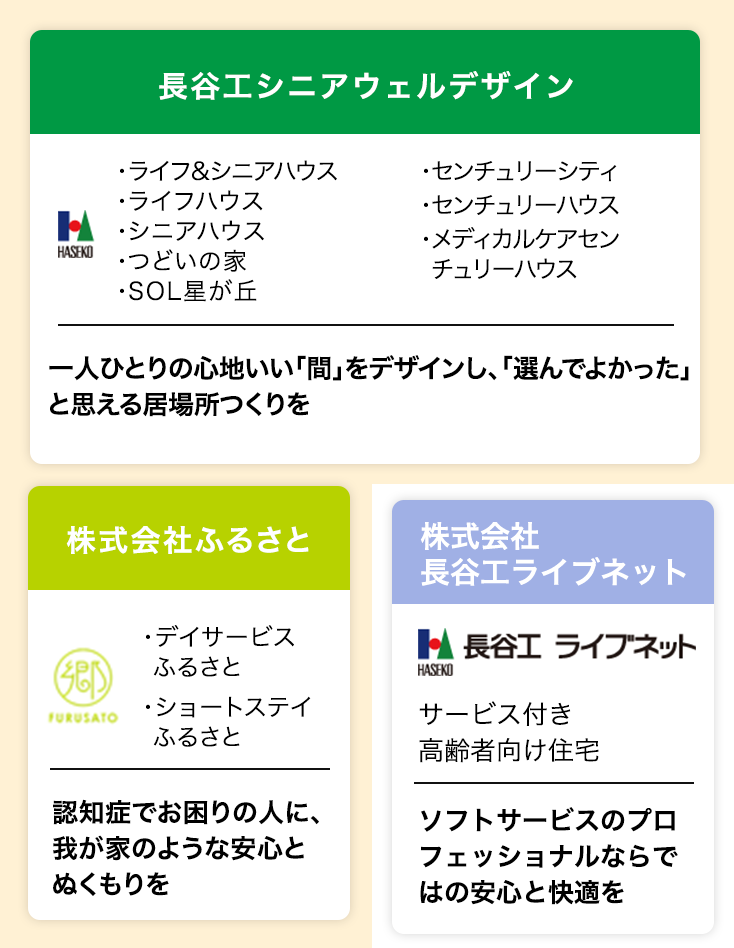 長谷工シニアウェルデザイン
HASEKO
・ライフ&シニアハウス
・ライフハウス
・シニアハウス
・つどいの家
・SOL星が丘
・センチュリーシティ
・センチュリーハウス
・メディカルケアセン
チュリーハウス
一人ひとりの心地いい「間」をデザインし、「選んでよかった」
と思える居場所つくりを
株式会社ふるさと
郷
FURUSATO
・デイサービス
ふるさと
・ショートステイ
ふるさと
認知症でお困りの人に、
我が家のような安心と
ぬくもりを
株式会社
長谷工ライブネット
HASEKO
長谷工 ライブネット
サービス付き
高齢者向け住宅
ソフトサービスのプロ
フェッショナルならで
はの安心と快適を